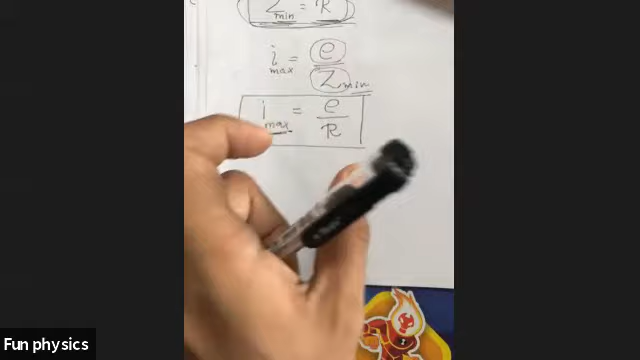 Z min = R
i max = e
Z min
i max = e
R
Fun physics